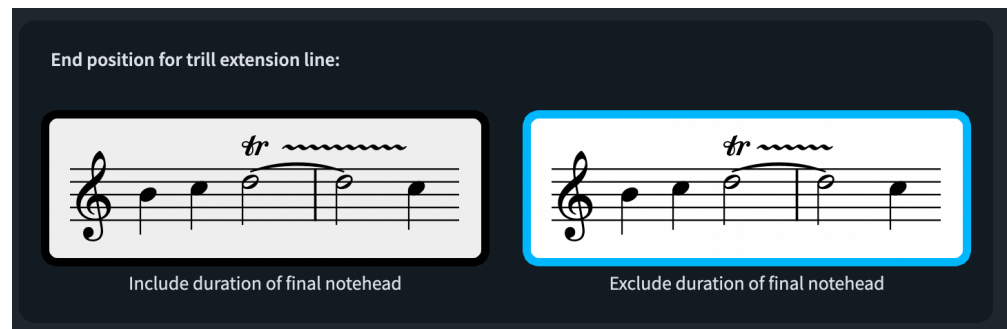 End position for trill extension line:
tr
tr
Include duration of final notehead
Exclude duration of final notehead